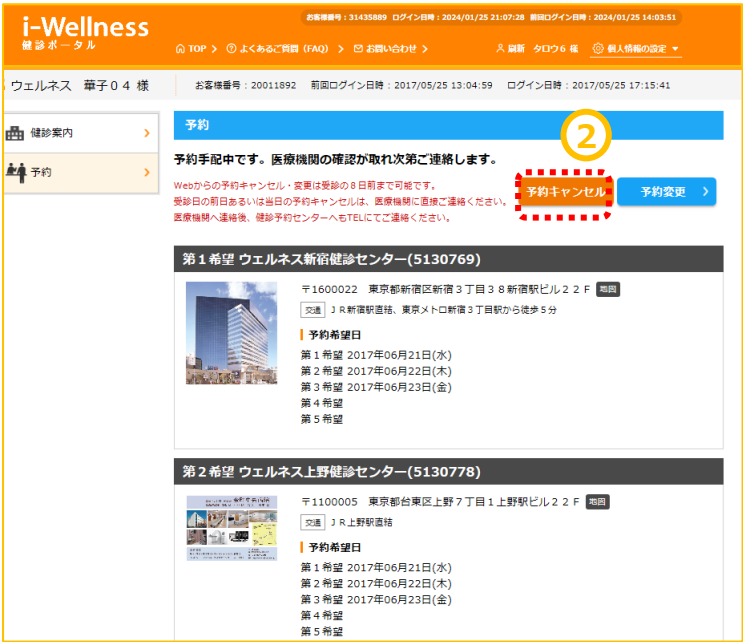 i-Wellness
健診ポータル
お客様番号：31435889 ログイン日時：2024/01/25 21:07:28 前回ログイン日時：2024/01/25 14:03:51
TOP > よくあるご質問（FAQ） > お問い合わせ > 刷新 タロウ6 様 個人情報の設定 ▼
ウェルネス 華子０４ 様 お客様番号：20011892 前回ログイン日時：2017/05/25 13:04:59 ログイン日時：2017/05/25 17:15:41
健診案内
予約
予約
②
予約手配中です。医療機関の確認が取れ次第ご連絡します。
Webからの予約キャンセル・変更は受診の８日前まで可能です。
受診日の前日あるいは当日の予約キャンセルは、医療機関に直接ご連絡ください。
医療機関へ連絡後、健診予約センターへもTELにてご連絡ください。
予約キャンセル
予約変更
第１希望 ウェルネス新宿健診センター(5130769)
〒1600022 東京都新宿区新宿３丁目３８新宿駅ビル２２Ｆ 地図
交通 ＪＲ新宿駅直結、東京メトロ新宿３丁目駅から徒歩５分
予約希望日
第１希望 2017年06月21日(水)
第２希望 2017年06月22日(木)
第３希望 2017年06月23日(金)
第４希望
第５希望
第２希望 ウェルネス上野健診センター(5130778)
〒1100005 東京都台東区上野７丁目１上野駅ビル２２Ｆ 地図
交通 ＪＲ上野駅直結
予約希望日
第１希望 2017年06月21日(水)
第２希望 2017年06月22日(木)
第３希望 2017年06月23日(金)
第４希望
第５希望